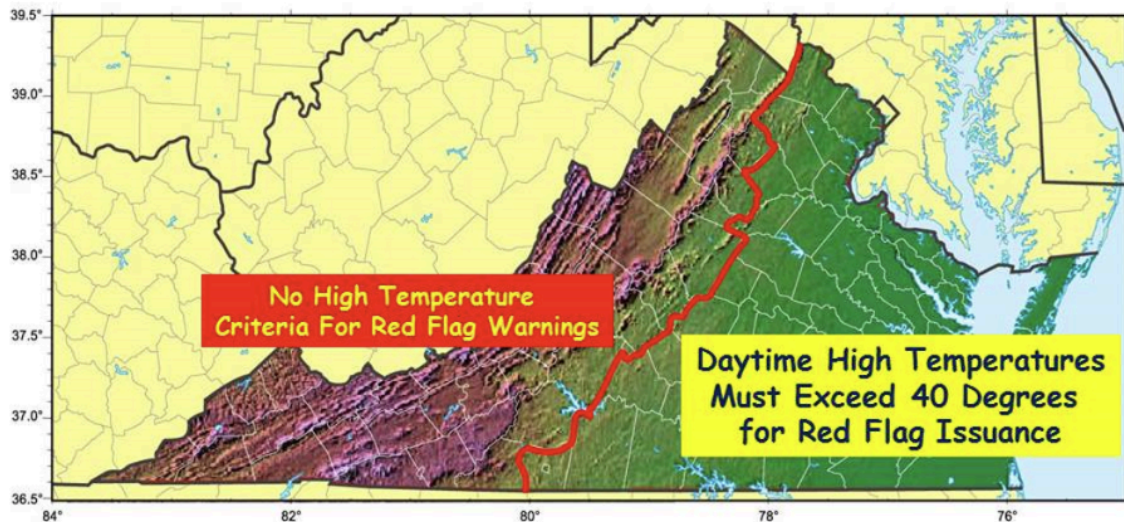 39.5°
39.0°
38.5°
38.0°
37.5°
37.0°
36.5°
No High Temperature
Criteria For Red Flag Warnings
Daytime High Temperatures
Must Exceed 40 Degrees
for Red Flag Issuance
84°
82°
80°
78°
76°